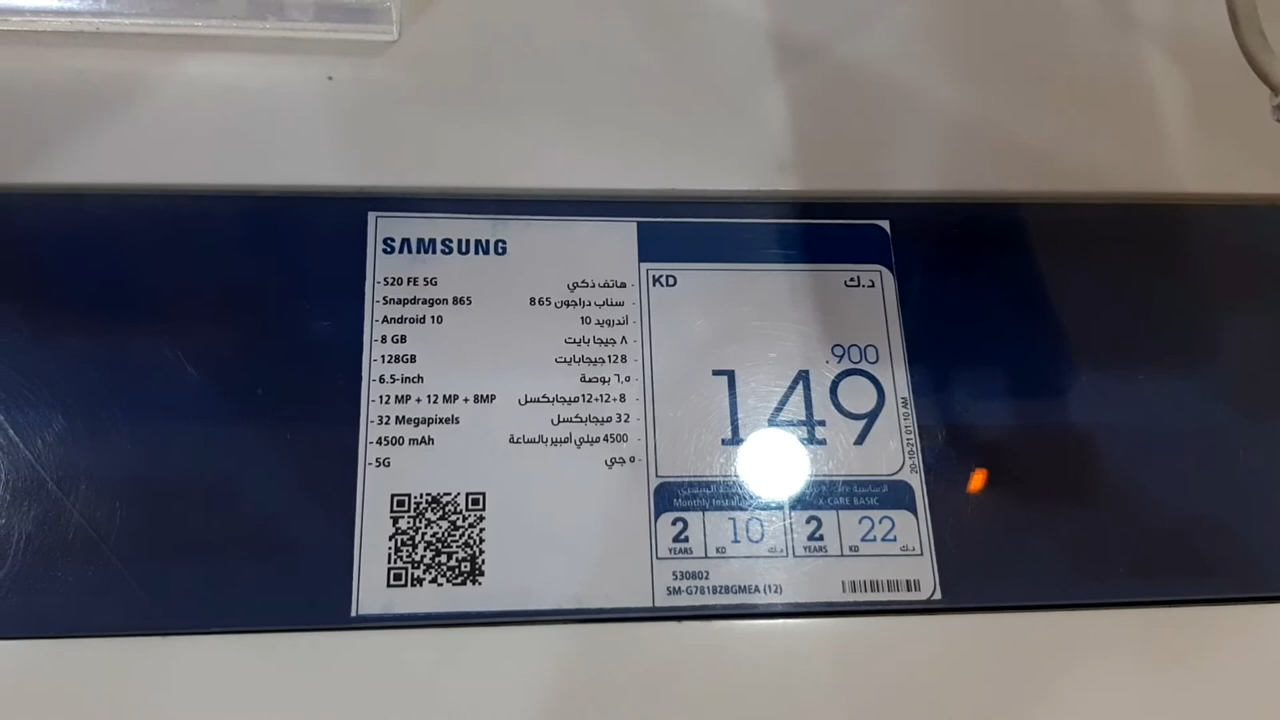 SAMSUNG
- S20 FE 5G
- Snapdragon 865
- Android 10
- 8 GB
- 128GB
- 6.5-inch
- 12 MP + 12 MP + 8MP
- 32 Megapixels
- 4500 mAh
- 5G
- هاتف ذكي
- سناب دراجون 865
- أندرويد 10
- ٨ جيجا بايت
- 128جيجابايت
- ٦,٥ بوصة
- 8+12+12ميجابكسل
- 32 ميجابكسل
- 4500 ميلي أمبير بالساعة
- ٥ جي
KD د.ك
149.900
20-10-21 01:10 AM
Monthly
2 YEARS KD 10 د.ك
الاساسية X-care
X-CARE BASIC
2 YEARS KD 22 د.ك
530802
SM-G781BZBGMEA (12)